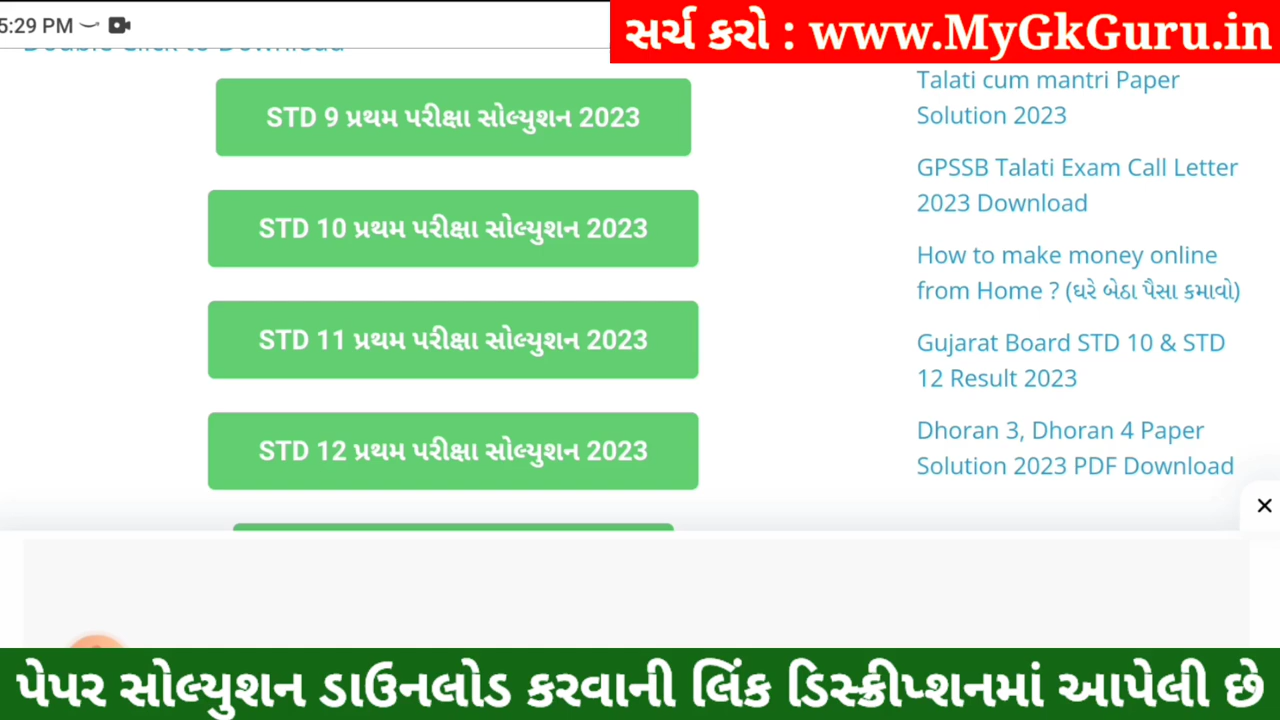 5:29 PM
સર્ચ કરો : www.MyGkGuru.in
Double Click to Download
STD 9 પ્રથમ પરીક્ષા સોલ્યુશન 2023
STD 10 પ્રથમ પરીક્ષા સોલ્યુશન 2023
STD 11 પ્રથમ પરીક્ષા સોલ્યુશન 2023
STD 12 પ્રથમ પરીક્ષા સોલ્યુશન 2023
Talati cum mantri Paper
Solution 2023
GPSSB Talati Exam Call Letter
2023 Download
How to make money online
from Home ? (ઘરે બેઠા પૈસા કમાવો)
Gujarat Board STD 10 & STD
12 Result 2023
Dhoran 3, Dhoran 4 Paper
Solution 2023 PDF Download
પેપર સોલ્યુશન ડાઉનલોડ કરવાની લિંક ડિસ્ક્રીપ્શનમાં આપેલી છે